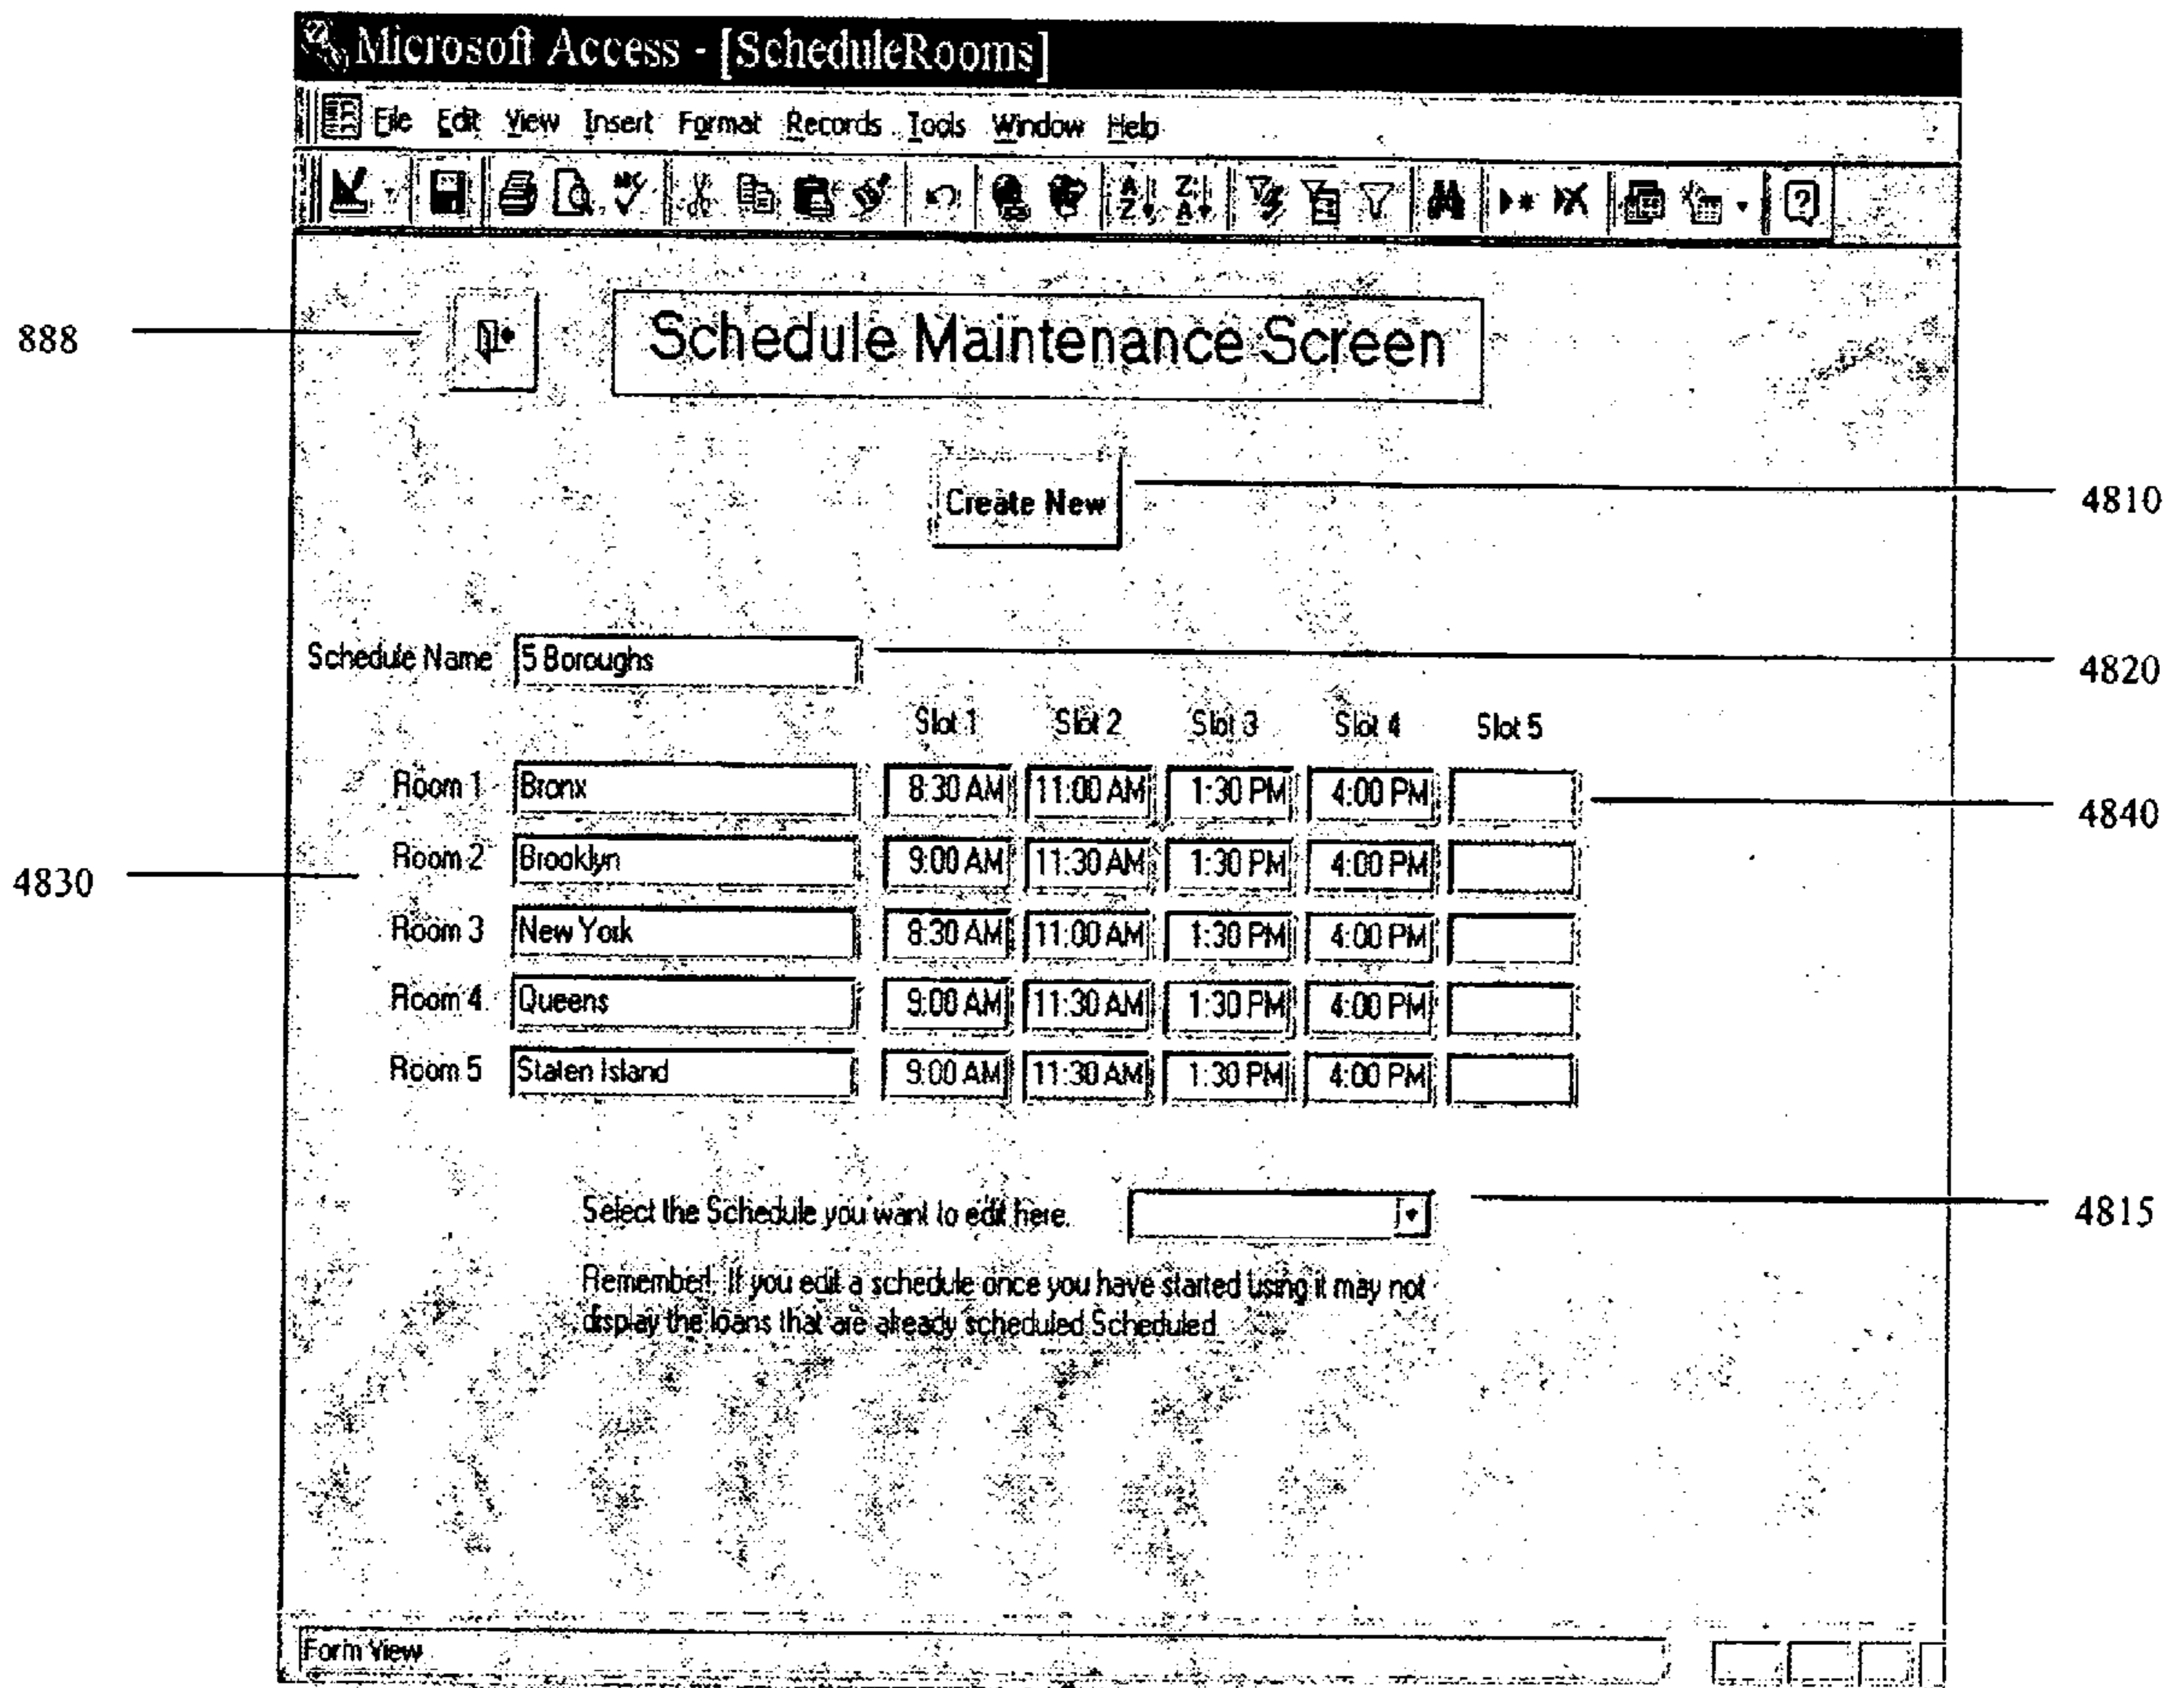 Microsoft Access - [ScheduleRooms]
File Edit View Insert Format Records Tools Window Help
888
Schedule Maintenance Screen
Create New
4810
Schedule Name 5 Boroughs
4820
Slot 1 Slot 2 Slot 3 Slot 4 Slot 5
Room 1 Bronx 8:30 AM 11:00 AM 1:30 PM 4:00 PM
4840
Room 2 Brooklyn 9:00 AM 11:30 AM 1:30 PM 4:00 PM
4830
Room 3 New York 8:30 AM 11:00 AM 1:30 PM 4:00 PM
Room 4 Queens 9:00 AM 11:30 AM 1:30 PM 4:00 PM
Room 5 Staten Island 9:00 AM 11:30 AM 1:30 PM 4:00 PM
Select the Schedule you want to edit here.
4815
Remember! If you edit a schedule once you have started using it may not
display the loans that are already scheduled Scheduled.
Form View